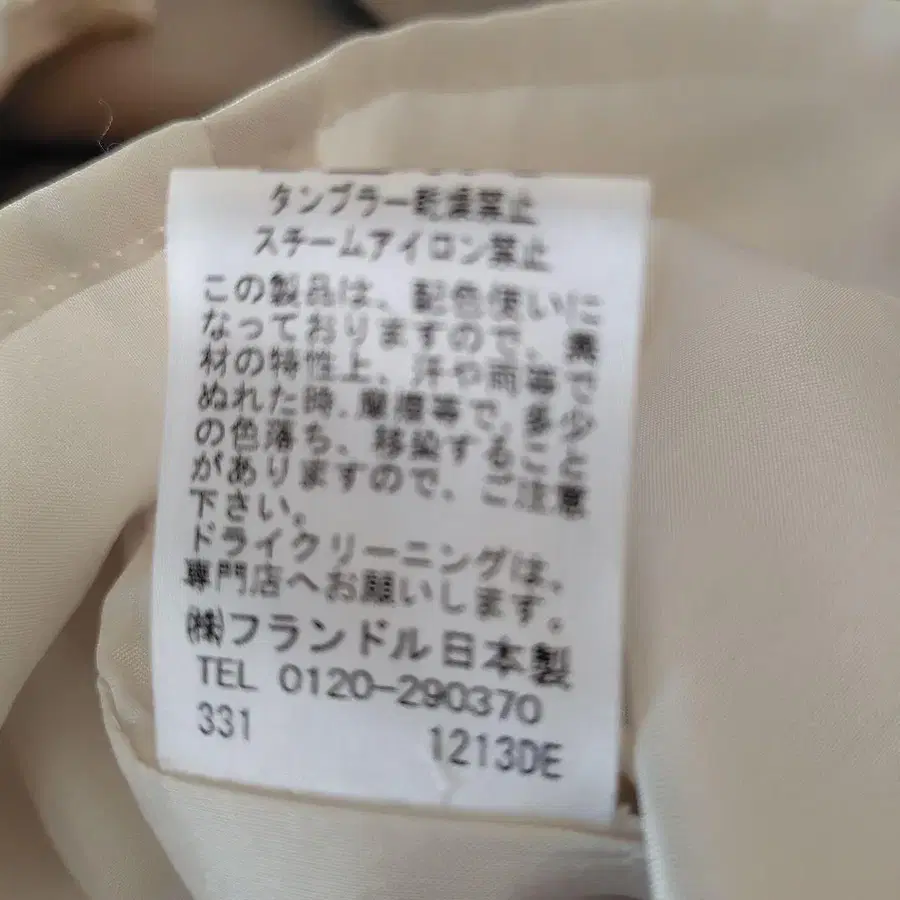 タンブラー乾燥禁止
スチームアイロン禁止
この製品は、配色使いに
なっておりますので、素
材の特性上、汗や雨等で
ぬれた時、摩擦等で、多少
の色落ち、移染すること
がありますので、ご注意
下さい。
ドライクリーニングは、
専門店へお願いします。
㈱フランドル 日本製
TEL 0120-290370
331 1213DE